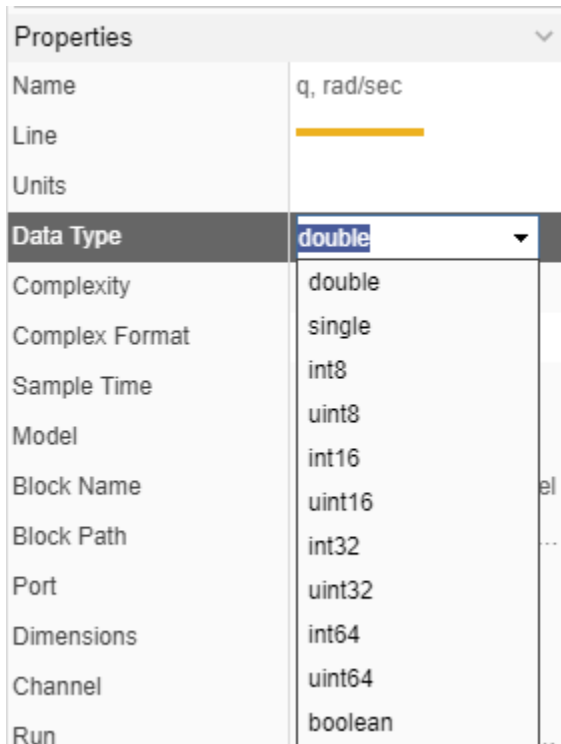 Properties
Name q, rad/sec
Line
Units
Data Type double
Complexity double
Complex Format single
Sample Time int8
Model uint8
Block Name int16
el
Block Path uint16
...
Port int32
Dimensions uint32
Channel int64
Run uint64
boolean